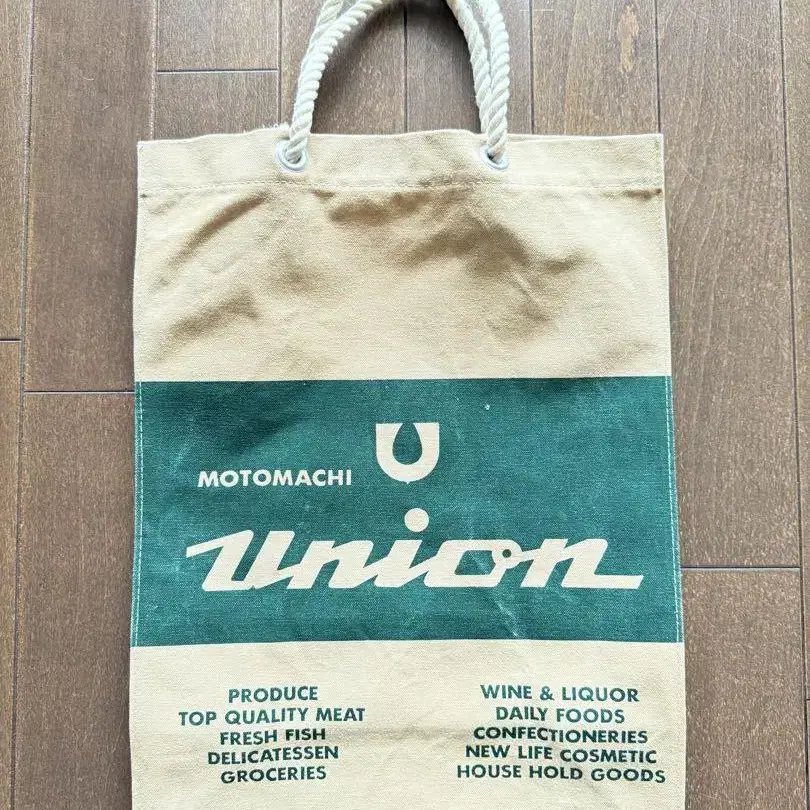 U
MOTOMACHI
union
PRODUCE
TOP QUALITY MEAT
FRESH FISH
DELICATESSEN
GROCERIES
WINE & LIQUOR
DAILY FOODS
CONFECTIONERIES
NEW LIFE COSMETIC
HOUSE HOLD GOODS